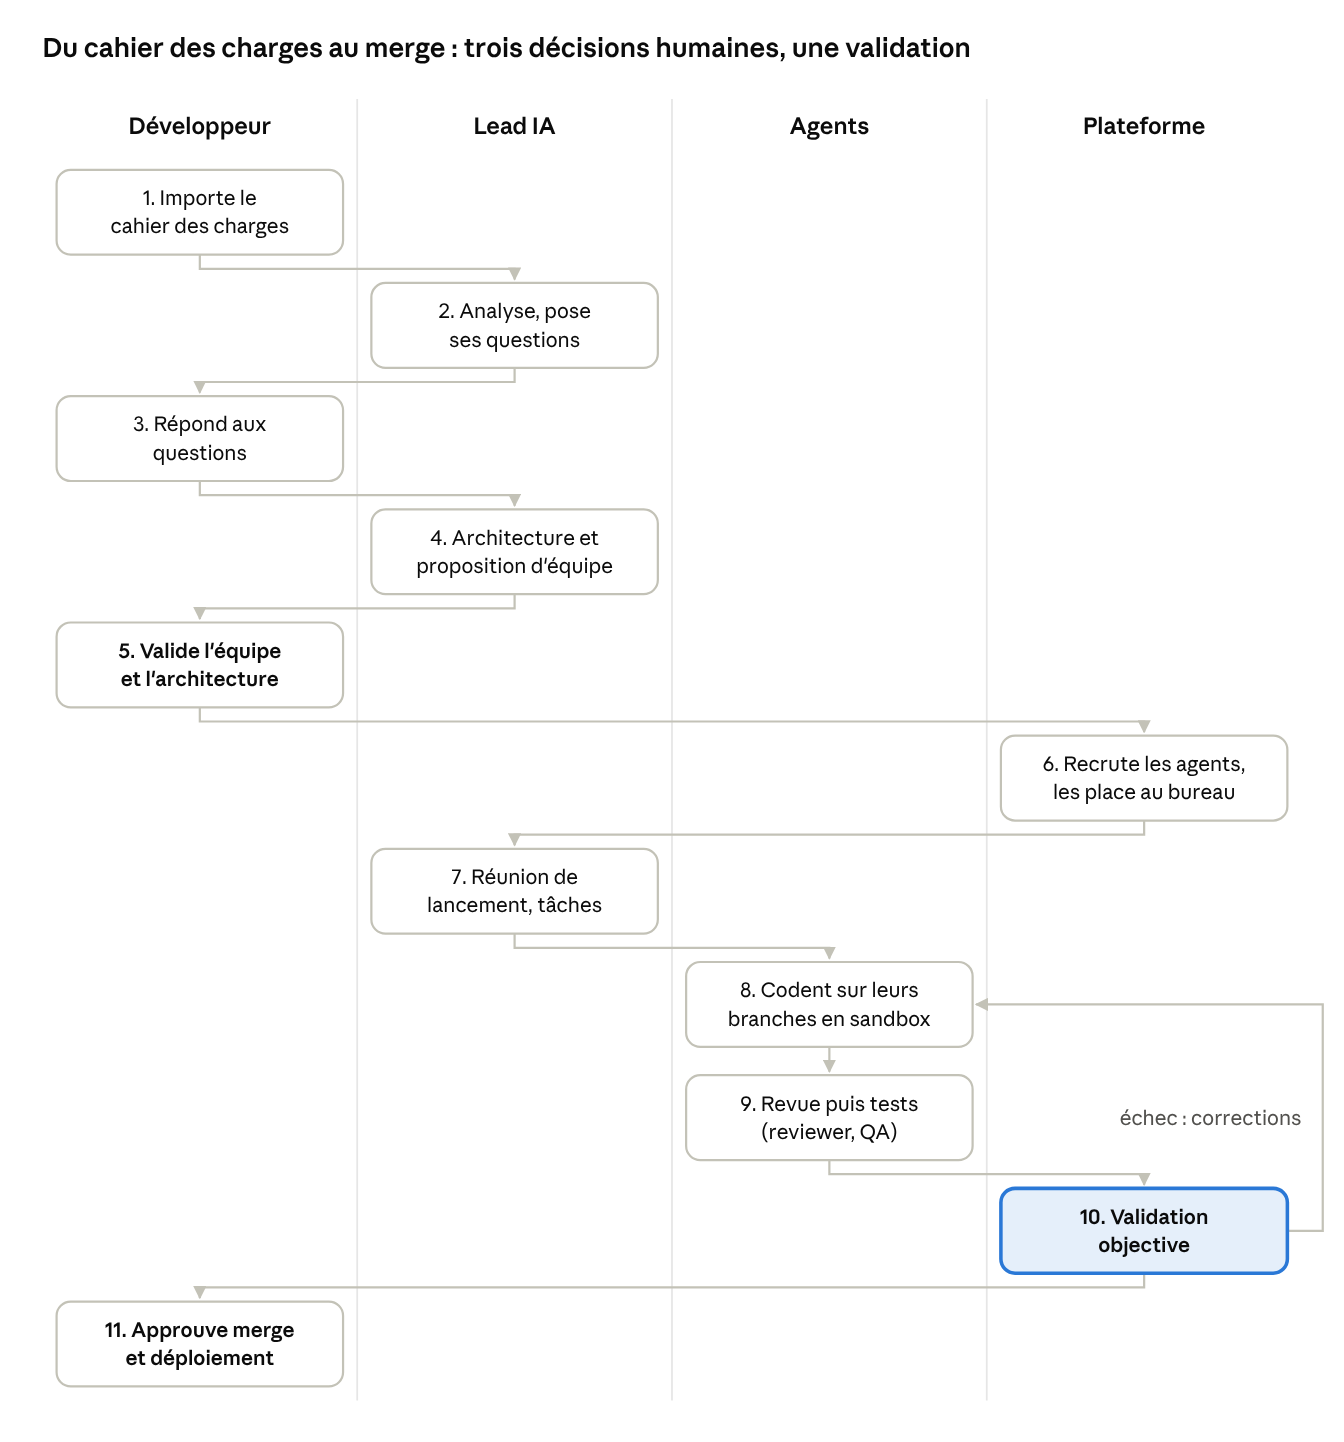 Du cahier des charges au merge : trois décisions humaines, une validation
Développeur
Lead IA
Agents
Plateforme
1. Importe le
cahier des charges
2. Analyse, pose
ses questions
3. Répond aux
questions
4. Architecture et
proposition d'équipe
5. Valide l'équipe
et l'architecture
6. Recrute les agents,
les place au bureau
7. Réunion de
lancement, tâches
8. Codent sur leurs
branches en sandbox
9. Revue puis tests
(reviewer, QA)
échec : corrections
10. Validation
objective
11. Approuve merge
et déploiement